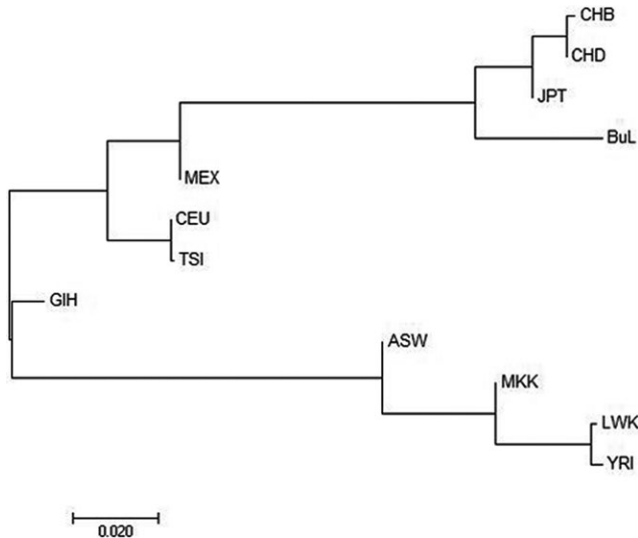 CHB
CHD
JPT
BuL
MEX
CEU
TSI
GIH
ASW
MKK
LWK
YRI
0.020